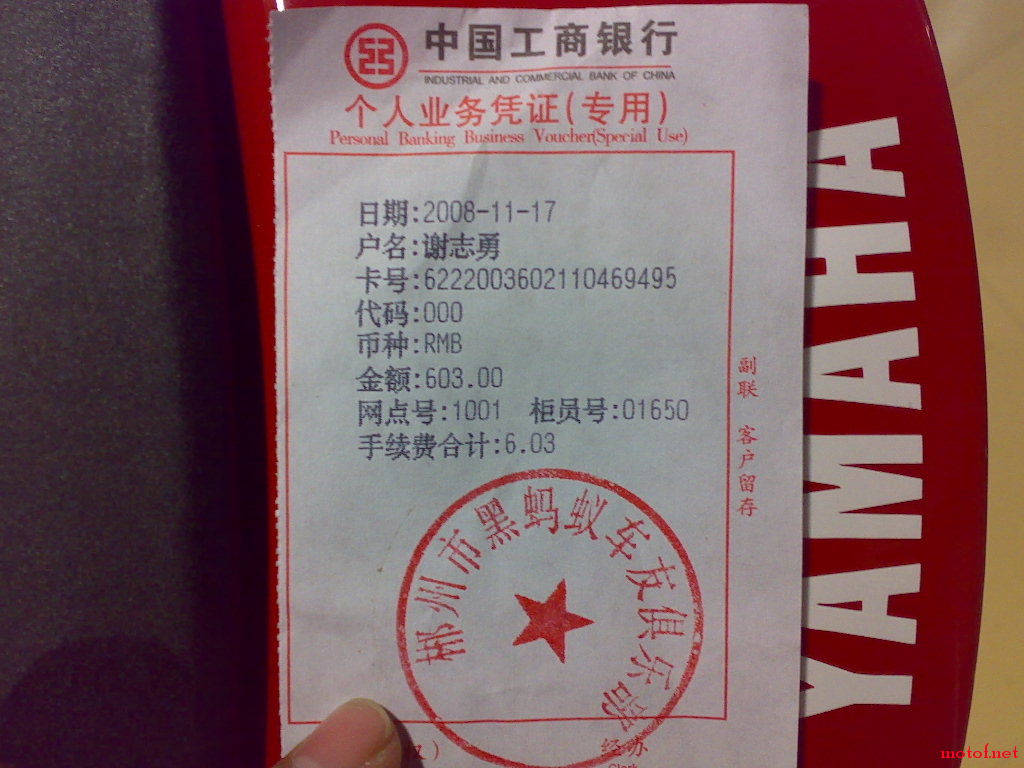 中国工商银行
INDUSTRIAL AND COMMERCIAL BANK OF CHINA
个人业务凭证(专用)
Personal Banking Business Voucher(Special Use)
日期:2008-11-17
户名:谢志勇
卡号:6222003602110469495
代码:000
币种:RMB
金额:603.00
网点号:1001 柜员号:01650
手续费合计:6.03
副联 客户留存
郴州市黑蚂蚁车友俱乐部
经办
Clerk
YAMAHA
motof.net